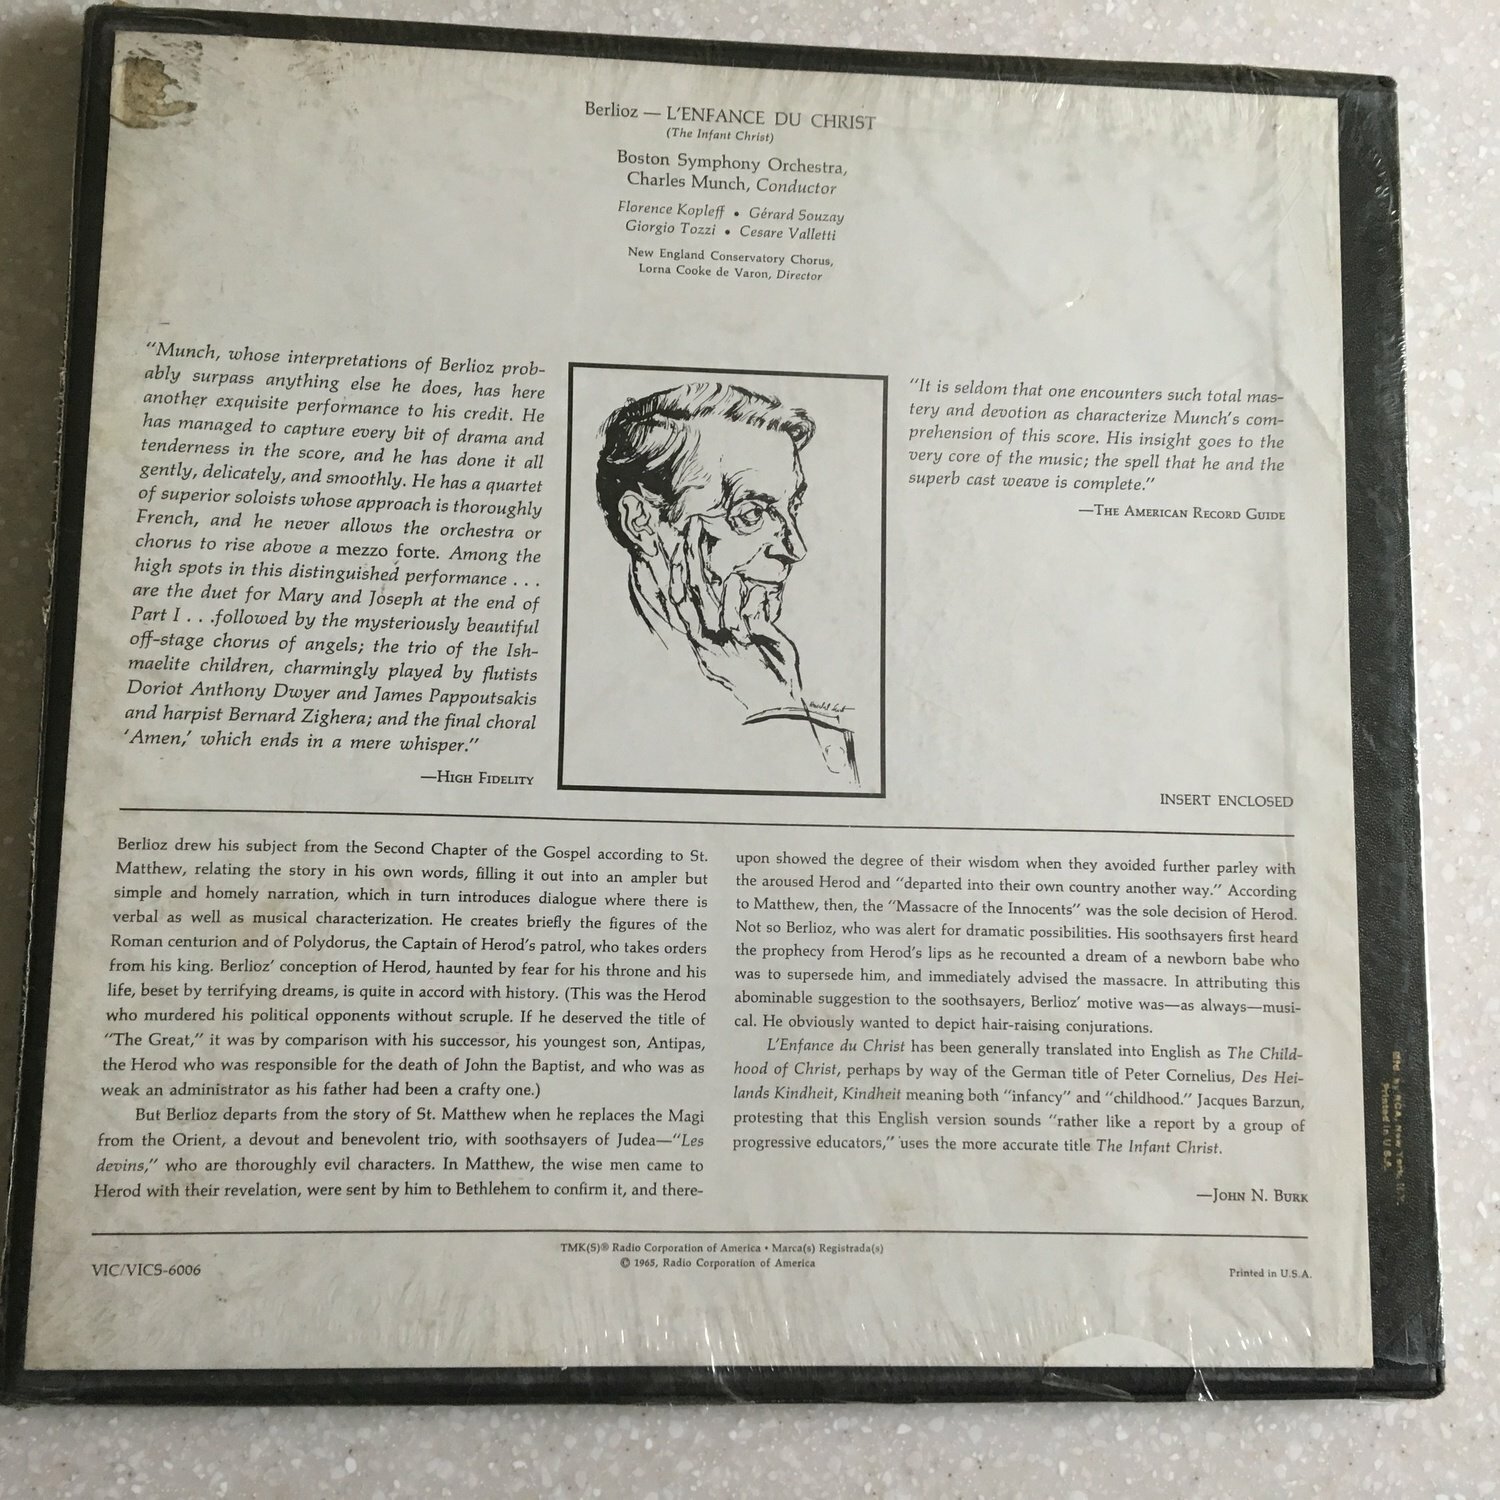 Berlioz — L'ENFANCE DU CHRIST
(The Infant Christ)
Boston Symphony Orchestra,
Charles Munch, Conductor
Florence Kopleff • Gérard Souzay
Giorgio Tozzi • Cesare Valletti
New England Conservatory Chorus,
Lorna Cooke de Varon, Director
"Munch, whose interpretations of Berlioz prob-
ably surpass anything else he does, has here
another exquisite performance to his credit. He
has managed to capture every bit of drama and
tenderness in the score, and he has done it all
gently, delicately, and smoothly. He has a quartet
of superior soloists whose approach is thoroughly
French, and he never allows the orchestra or
chorus to rise above a mezzo forte. Among the
high spots in this distinguished performance . . .
are the duet for Mary and Joseph at the end of
Part I . . .followed by the mysteriously beautiful
off-stage chorus of angels; the trio of the Ish-
maelite children, charmingly played by flutists
Doriot Anthony Dwyer and James Pappoutsakis
and harpist Bernard Zighera; and the final choral
'Amen,' which ends in a mere whisper."
—HIGH FIDELITY
"It is seldom that one encounters such total mas-
tery and devotion as characterize Munch's com-
prehension of this score. His insight goes to the
very core of the music; the spell that he and the
superb cast weave is complete."
—THE AMERICAN RECORD GUIDE
INSERT ENCLOSED
Berlioz drew his subject from the Second Chapter of the Gospel according to St.
Matthew, relating the story in his own words, filling it out into an ampler but
simple and homely narration, which in turn introduces dialogue where there is
verbal as well as musical characterization. He creates briefly the figures of the
Roman centurion and of Polydorus, the Captain of Herod's patrol, who takes orders
from his king. Berlioz' conception of Herod, haunted by fear for his throne and his
life, beset by terrifying dreams, is quite in accord with history. (This was the Herod
who murdered his political opponents without scruple. If he deserved the title of
"The Great," it was by comparison with his successor, his youngest son, Antipas,
the Herod who was responsible for the death of John the Baptist, and who was as
weak an administrator as his father had been a crafty one.)
But Berlioz departs from the story of St. Matthew when he replaces the Magi
from the Orient, a devout and benevolent trio, with soothsayers of Judea—"Les
devins," who are thoroughly evil characters. In Matthew, the wise men came to
Herod with their revelation, were sent by him to Bethlehem to confirm it, and there-
upon showed the degree of their wisdom when they avoided further parley with
the aroused Herod and "departed into their own country another way." According
to Matthew, then, the "Massacre of the Innocents" was the sole decision of Herod.
Not so Berlioz, who was alert for dramatic possibilities. His soothsayers first heard
the prophecy from Herod's lips as he recounted a dream of a newborn babe who
was to supersede him, and immediately advised the massacre. In attributing this
abominable suggestion to the soothsayers, Berlioz' motive was—as always—musi-
cal. He obviously wanted to depict hair-raising conjurations.
L'Enfance du Christ has been generally translated into English as The Child-
hood of Christ, perhaps by way of the German title of Peter Cornelius, Des Hei-
lands Kindheit, Kindheit meaning both "infancy" and "childhood." Jacques Barzun,
protesting that this English version sounds "rather like a report by a group of
progressive educators," uses the more accurate title The Infant Christ.
—JOHN N. BURK
TMK(S)® Radio Corporation of America • Marca(s) Registrada(s)
© 1965, Radio Corporation of America
VIC/VICS-6006
Printed in U.S.A.
by RCA, New York, N.Y.
Printed in U.S.A.